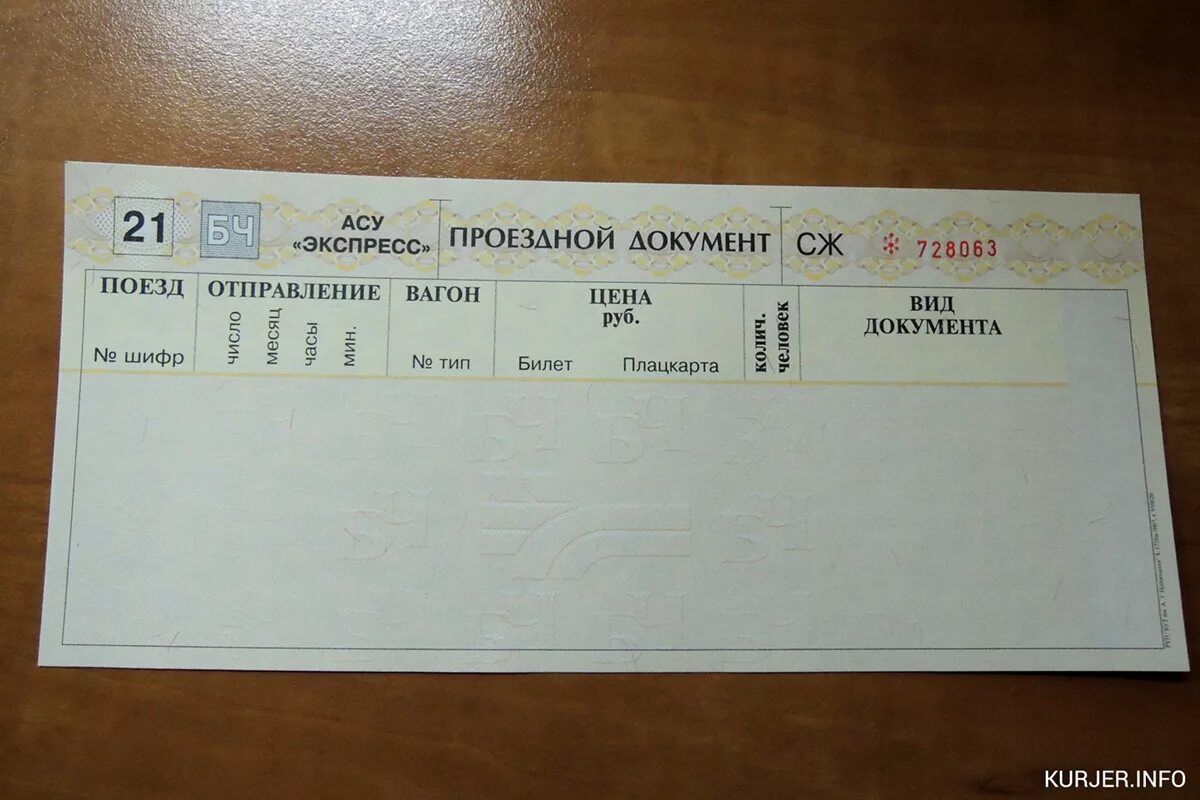 21 БЧ АСУ «ЭКСПРЕСС» ПРОЕЗДНОЙ ДОКУМЕНТ СЖ 728063
ПОЕЗД ОТПРАВЛЕНИЕ ВАГОН ЦЕНА руб. колич. человек ВИД ДОКУМЕНТА
№ шифр число месяц часы мин. № тип Билет Плацкарта
KURJER.INFO